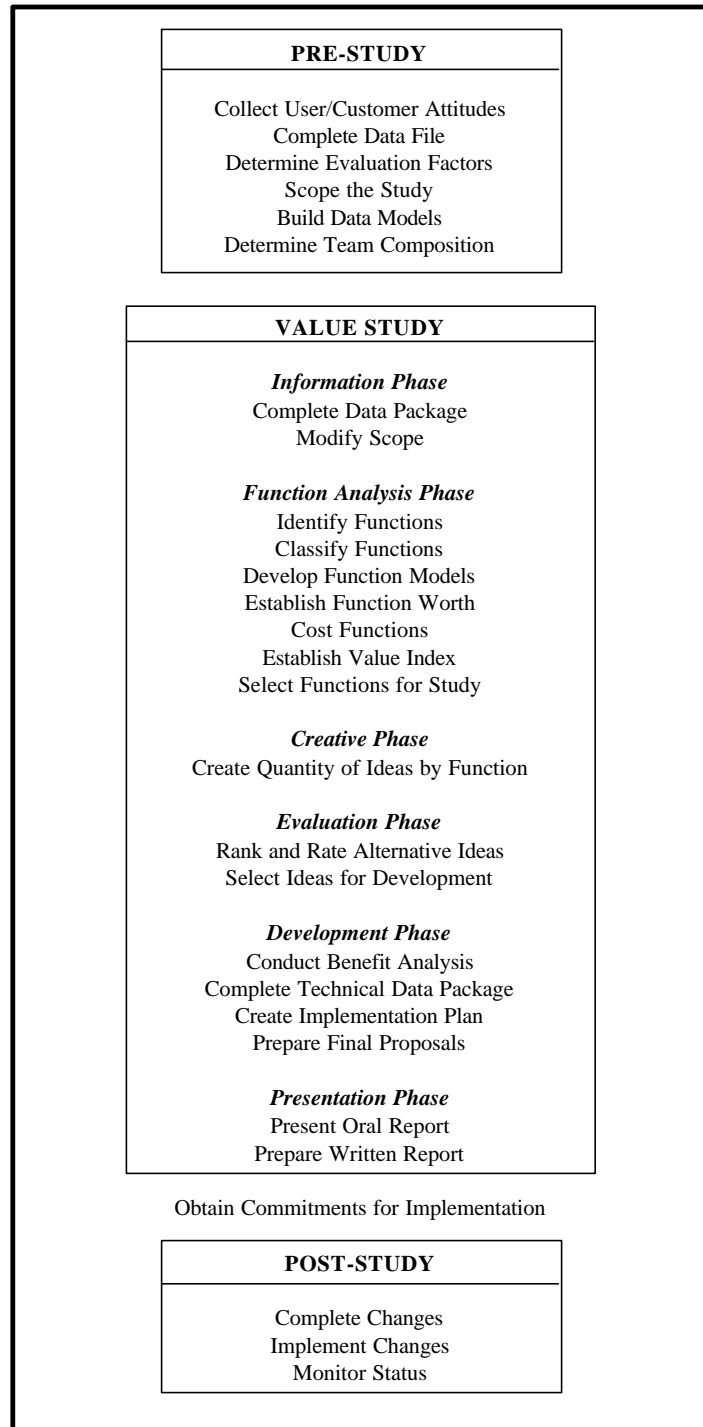 PRE-STUDY
Collect User/Customer Attitudes
Complete Data File
Determine Evaluation Factors
Scope the Study
Build Data Models
Determine Team Composition
VALUE STUDY
Information Phase
Complete Data Package
Modify Scope
Function Analysis Phase
Identify Functions
Classify Functions
Develop Function Models
Establish Function Worth
Cost Functions
Establish Value Index
Select Functions for Study
Creative Phase
Create Quantity of Ideas by Function
Evaluation Phase
Rank and Rate Alternative Ideas
Select Ideas for Development
Development Phase
Conduct Benefit Analysis
Complete Technical Data Package
Create Implementation Plan
Prepare Final Proposals
Presentation Phase
Present Oral Report
Prepare Written Report
Obtain Commitments for Implementation
POST-STUDY
Complete Changes
Implement Changes
Monitor Status